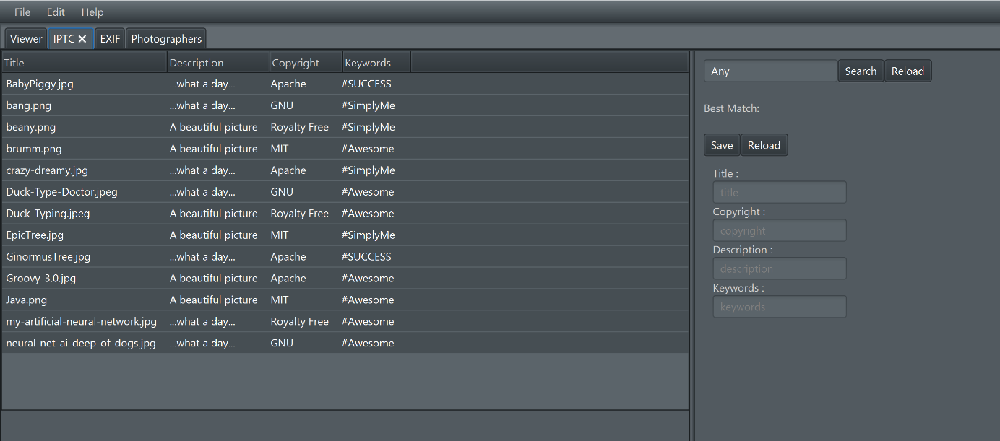 File Edit Help
Viewer IPTC EXIF Photographers
Title Description Copyright Keywords
BabyPiggy.jpg ...what a day... Apache #SUCCESS
bang.png ...what a day... GNU #SimplyMe
beany.png A beautiful picture Royalty Free #SimplyMe
brumm.png A beautiful picture MIT #Awesome
crazy-dreamy.jpg ...what a day... Apache #SimplyMe
Duck-Type-Doctor.jpeg ...what a day... GNU #Awesome
Duck-Typing.jpeg A beautiful picture Royalty Free #Awesome
EpicTree.jpg A beautiful picture MIT #SimplyMe
GinormusTree.jpg ...what a day... Apache #SUCCESS
Groovy-3.0.jpg A beautiful picture Apache #Awesome
Java.png A beautiful picture MIT #Awesome
my-artificial-neural-network.jpg ...what a day... Royalty Free #Awesome
neural-net-ai-deep-of-dogs.jpg ...what a day... GNU #Awesome
Any Search Reload
Best Match:
Save Reload
Title :
title
Copyright :
copyright
Description :
description
Keywords :
keywords